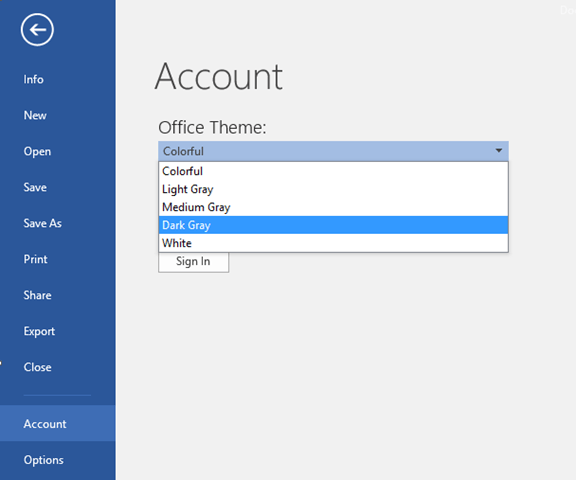 Info
New
Open
Save
Save As
Print
Share
Export
Close
Account
Options
Account
Office Theme:
Colorful
Colorful
Light Gray
Medium Gray
Dark Gray
White
Sign In